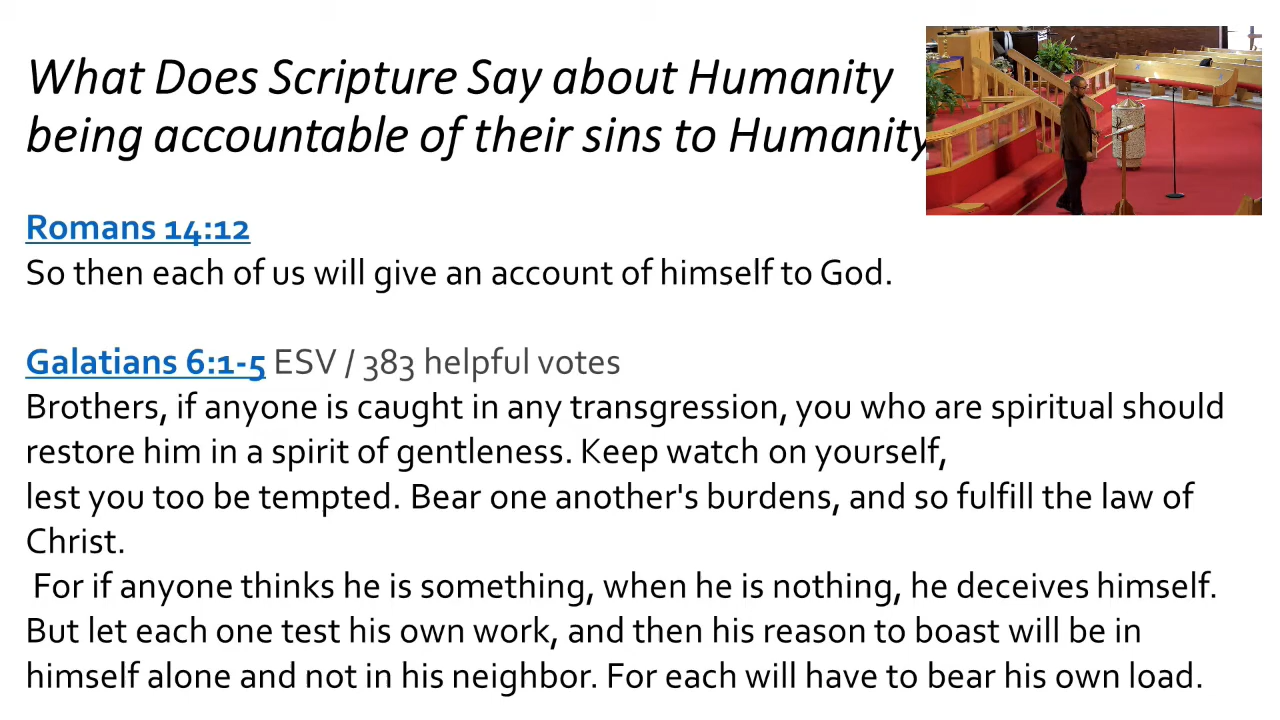 What Does Scripture Say about Humanity
being accountable of their sins to Humanity
Romans 14:12
So then each of us will give an account of himself to God.
Galatians 6:1-5 ESV / 383 helpful votes
Brothers, if anyone is caught in any transgression, you who are spiritual should
restore him in a spirit of gentleness. Keep watch on yourself,
lest you too be tempted. Bear one another's burdens, and so fulfill the law of
Christ.
For if anyone thinks he is something, when he is nothing, he deceives himself.
But let each one test his own work, and then his reason to boast will be in
himself alone and not in his neighbor. For each will have to bear his own load.